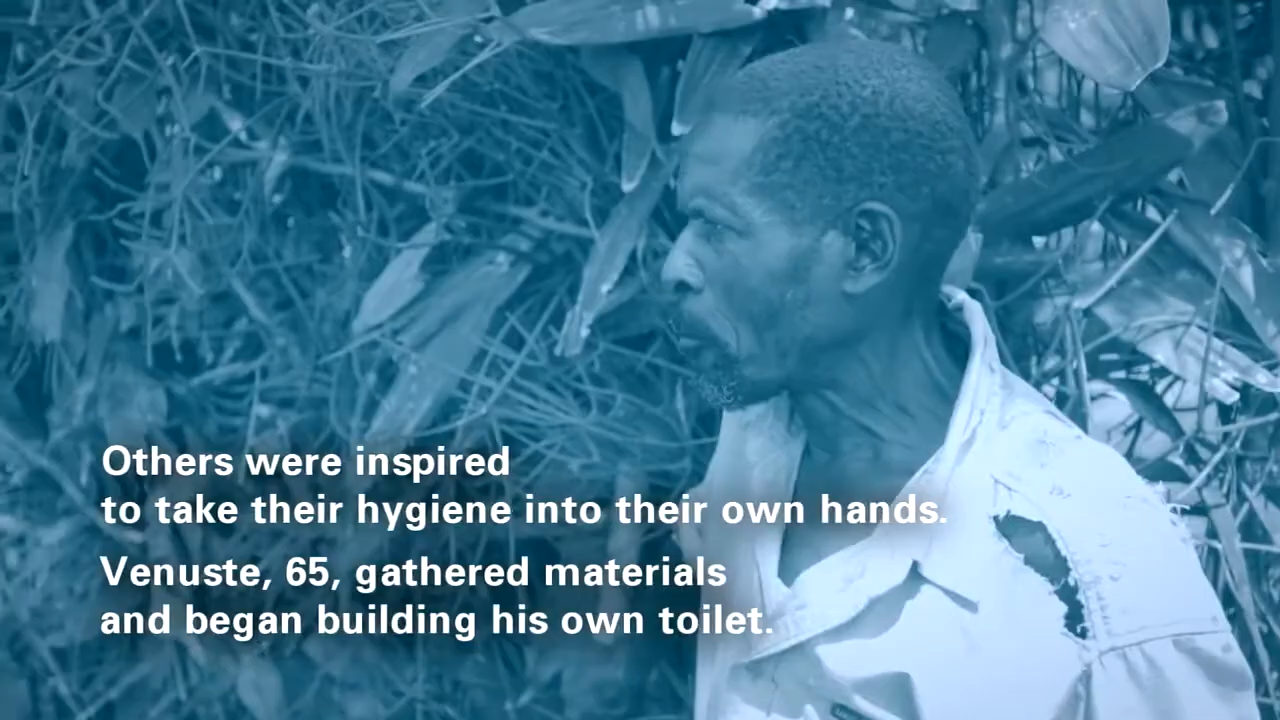 Others were inspired
to take their hygiene into their own hands.
Venuste, 65, gathered materials
and began building his own toilet.